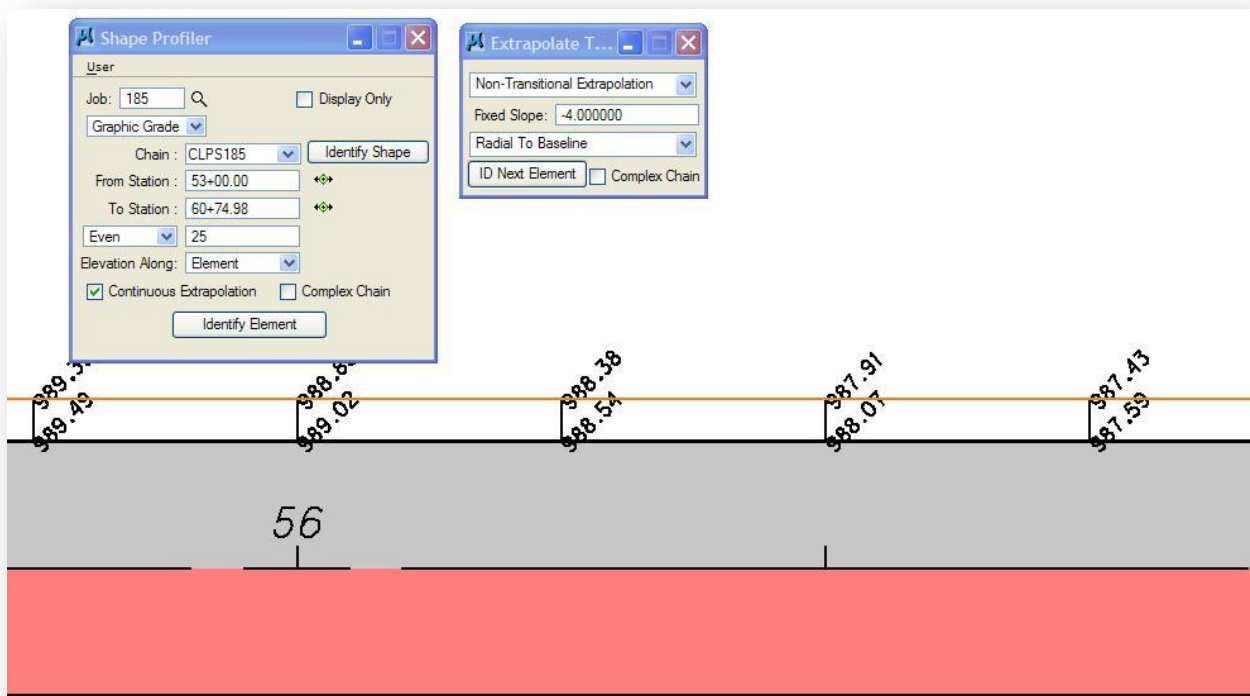 Shape Profiler
User
Job: 185 Display Only
Graphic Grade
Chain : CLPS185 Identify Shape
From Station : 53+00.00
To Station : 60+74.98
Even 25
Elevation Along: Element
Continuous Extrapolation Complex Chain
Identify Element
Extrapolate T...
Non-Transitional Extrapolation
Fixed Slope: -4.000000
Radial To Baseline
ID Next Element Complex Chain
988.38
987.91
987.43
989.49
989.02
988.54
988.07
987.59
56